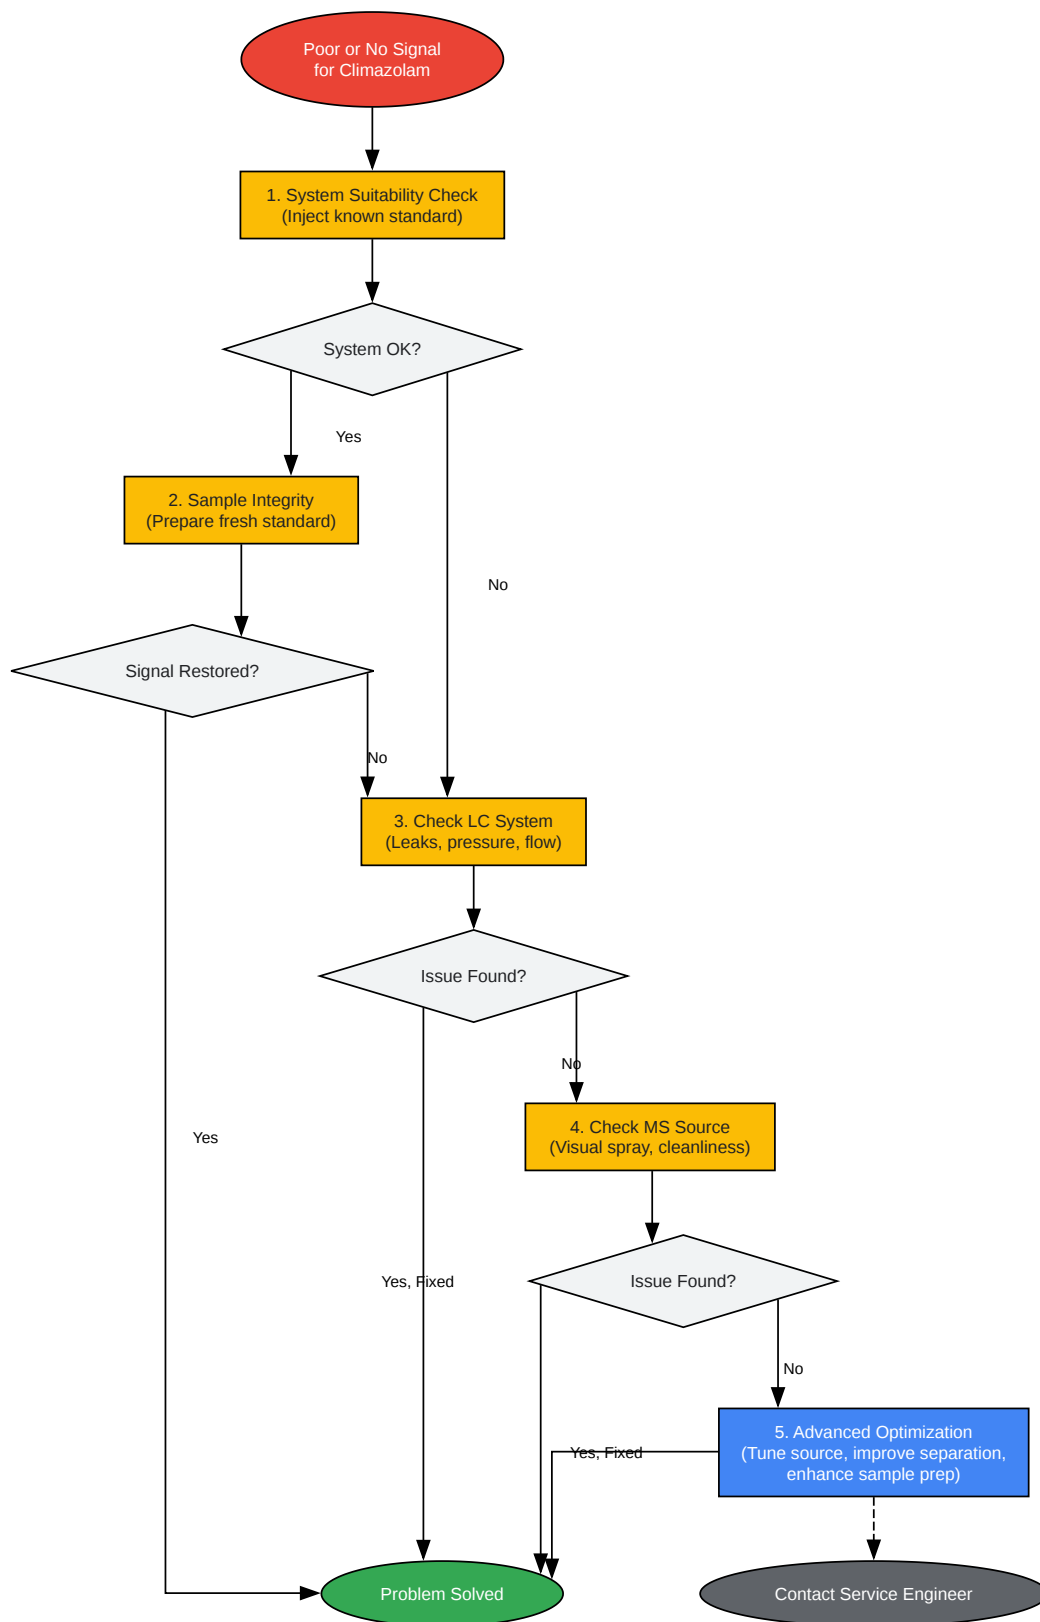 Poor or No Signal
for Climazolam
1. System Suitability Check
(Inject known standard)
System OK?
Yes
2. Sample Integrity
(Prepare fresh standard)
No
Signal Restored?
No
3. Check LC System
(Leaks, pressure, flow)
Issue Found?
No
4. Check MS Source
(Visual spray, cleanliness)
Yes
Yes, Fixed
Issue Found?
No
5. Advanced Optimization
(Tune source, improve separation,
enhance sample prep)
Yes, Fixed
Problem Solved
Contact Service Engineer